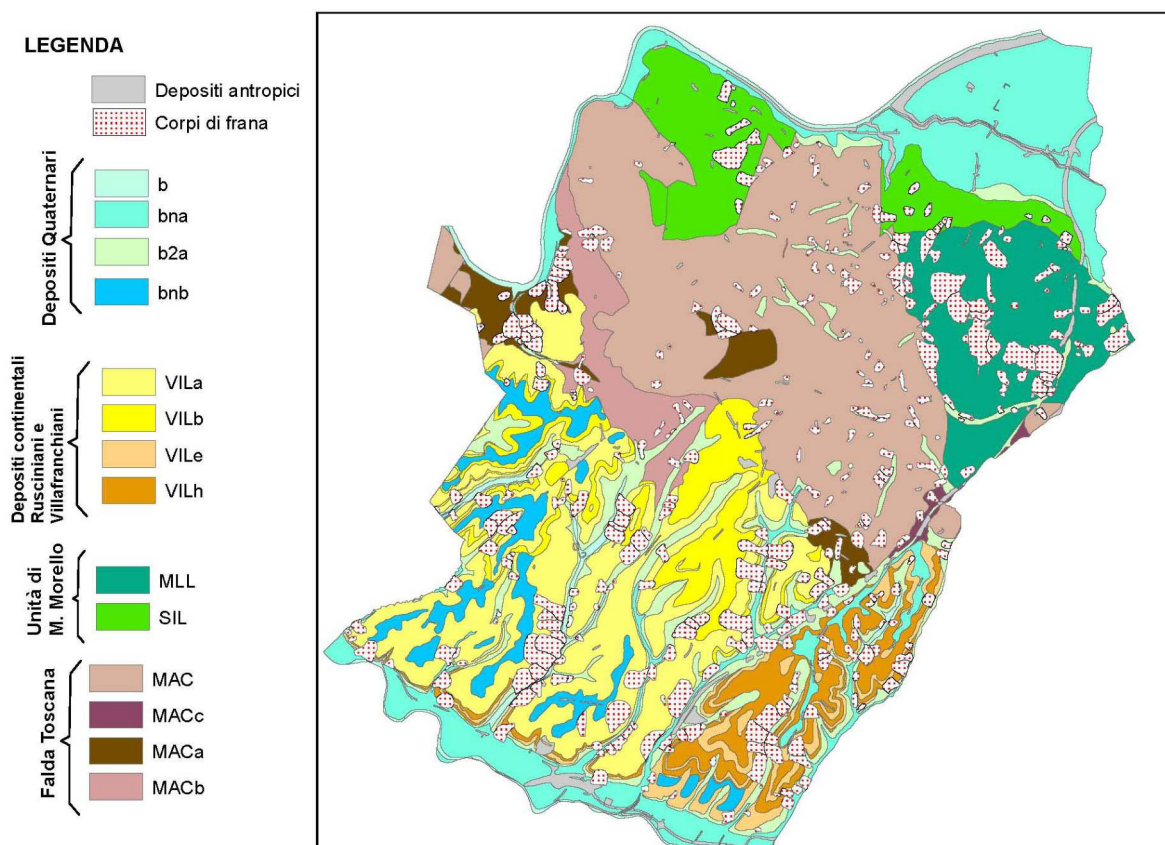 LEGENDA
Depositi antropici
Corpi di frana
Depositi Quaternari
b
bna
b2a
bnb
Depositi continentali
Rusciniani e
Villafranchiani
VILa
VILb
VILe
VILh
Unità di
M. Morello
MLL
SIL
Falda Toscana
MAC
MACc
MACa
MACb